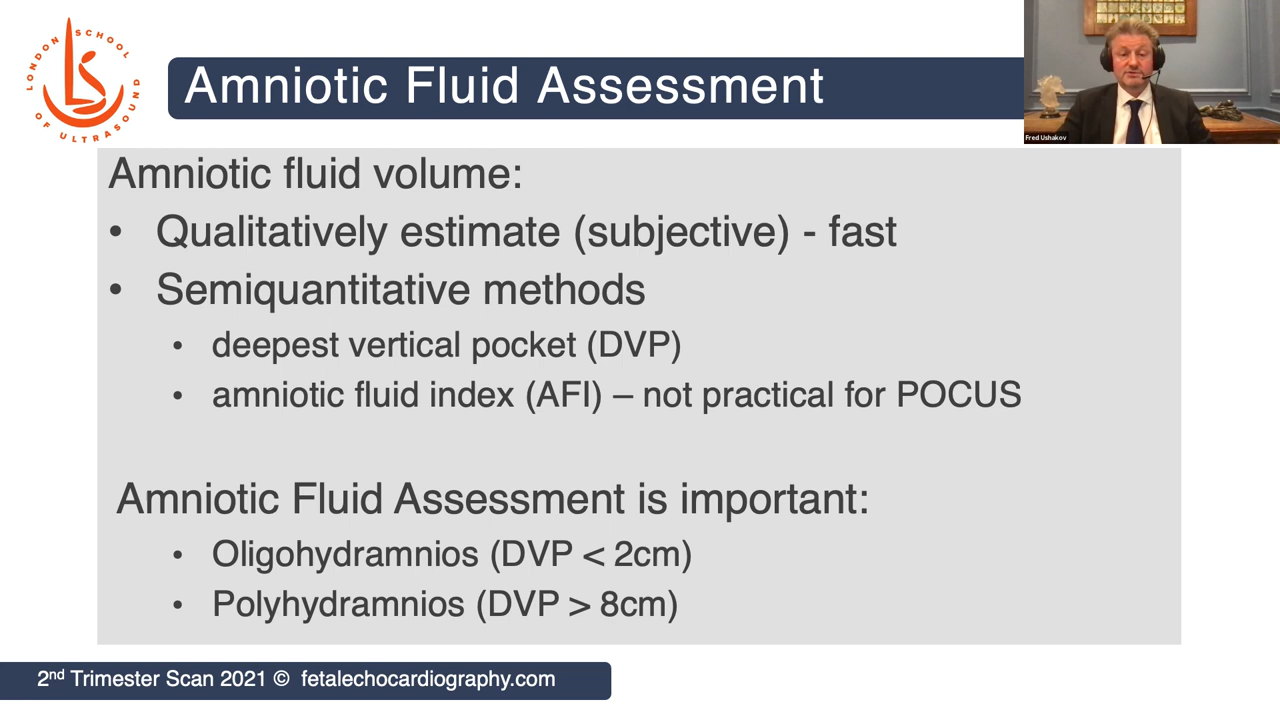 LONDON SCHOOL OF ULTRASOUND
Amniotic Fluid Assessment
Fred Ushakov
Amniotic fluid volume:
• Qualitatively estimate (subjective) - fast
• Semiquantitative methods
• deepest vertical pocket (DVP)
• amniotic fluid index (AFI) – not practical for POCUS
Amniotic Fluid Assessment is important:
• Oligohydramnios (DVP < 2cm)
• Polyhydramnios (DVP > 8cm)
2nd Trimester Scan 2021 © fetalechocardiography.com